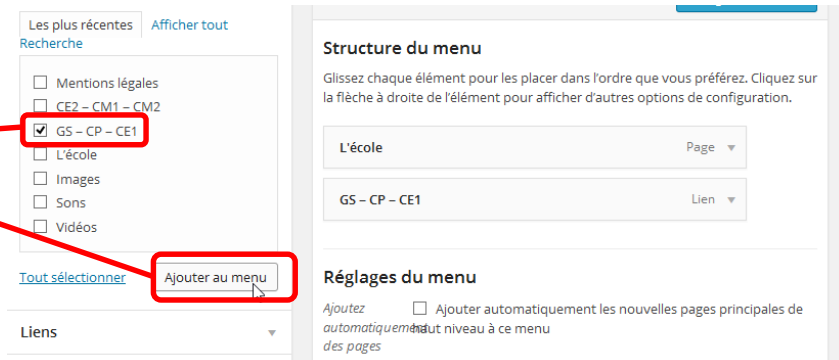 Les plus récentes Afficher tout
Recherche
Mentions légales
CE2 – CM1 – CM2
GS – CP – CE1
L'école
Images
Sons
Vidéos
Tout sélectionner Ajouter au menu
Liens
Structure du menu
Glissez chaque élément pour les placer dans l'ordre que vous préférez. Cliquez sur
la flèche à droite de l'élément pour afficher d'autres options de configuration.
L'école Page
GS – CP – CE1 Lien
Réglages du menu
Ajoutez
automatiquement
des pages
Ajouter automatiquement les nouvelles pages principales de
haut niveau à ce menu